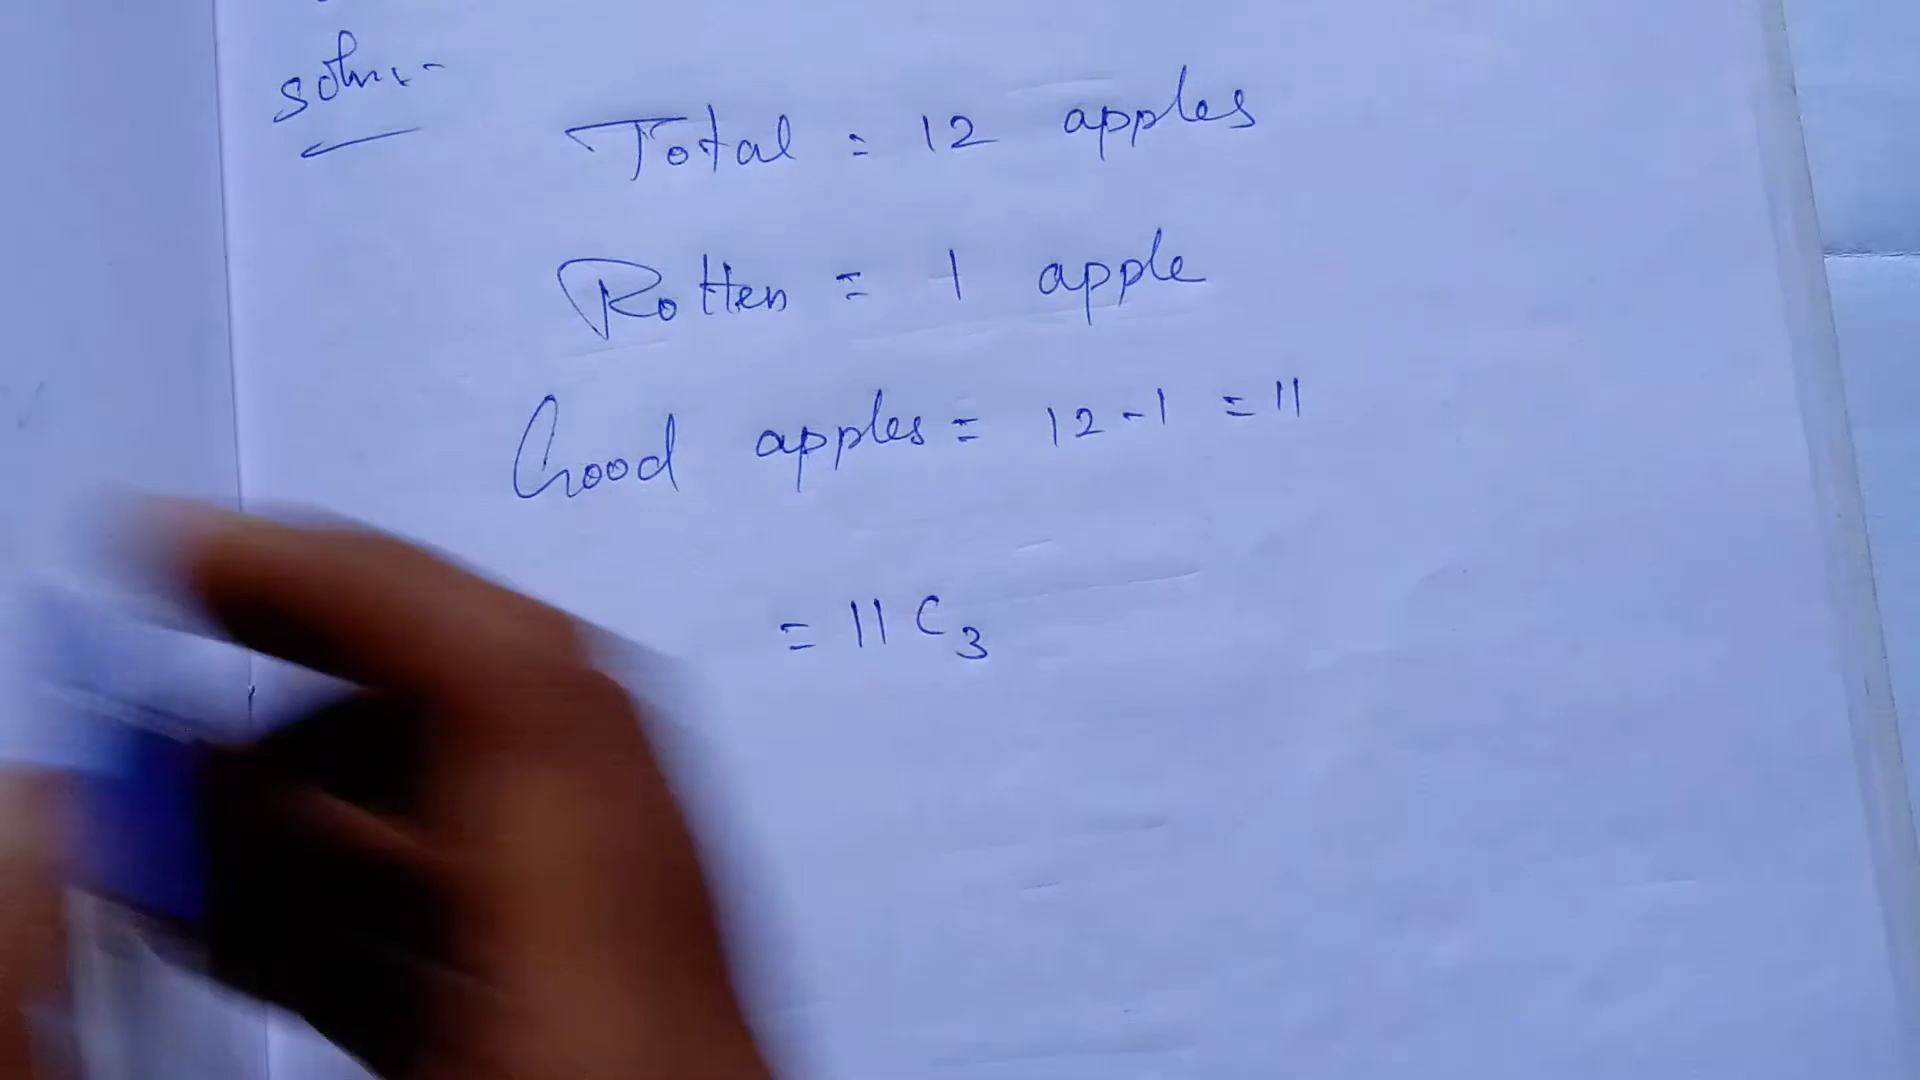 soln:-
Total = 12 apples
Rotten = 1 apple
Good apples = 12-1 = 11
= 11 C3